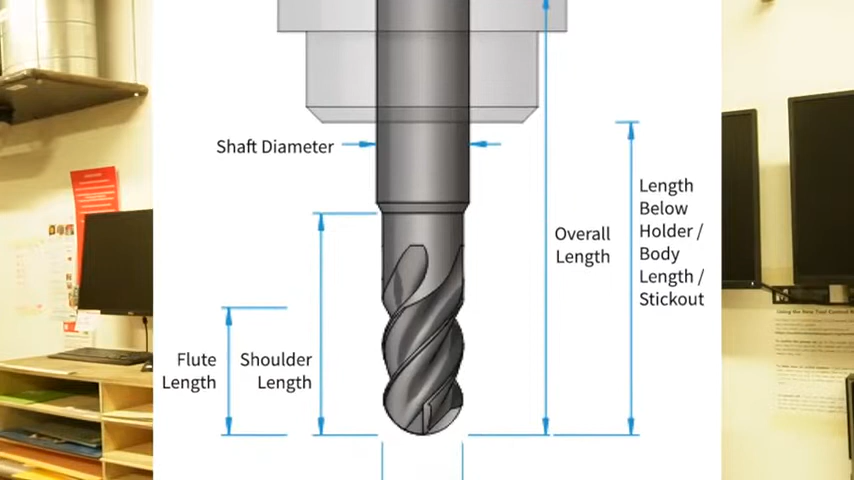 Shaft Diameter
Length
Below
Holder /
Body
Length /
Stickout
Overall
Length
Flute
Length
Shoulder
Length